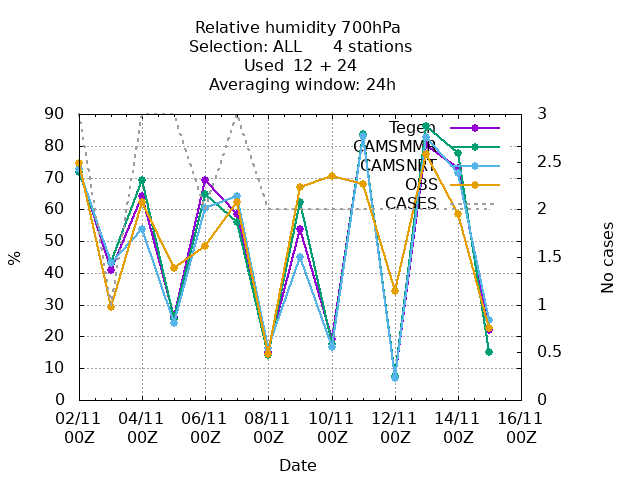 Relative humidity 700hPa
Selection: ALL 4 stations
Used 12 + 24
Averaging window: 24h
90 3
Tegen
CAMSMMR
80
CAMSNRT 2.5
70
OBS
60 CASES 2
50 1.5
%
No cases
40
30 1
20 0.5
10
0 0
02/11 04/11 06/11 08/11 10/11 12/11 14/11 16/11
00Z 00Z 00Z 00Z 00Z 00Z 00Z 00Z
Date